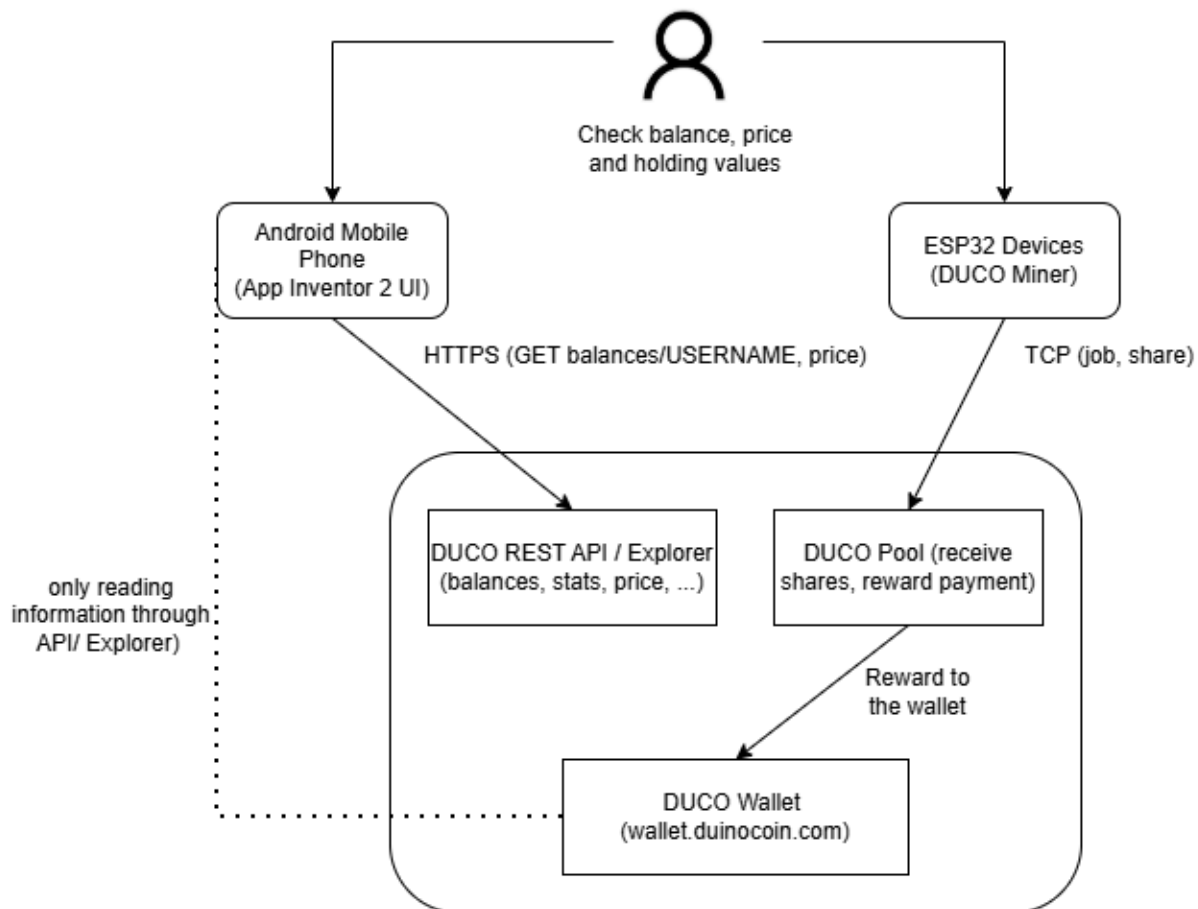 Check balance, price
and holding values
Android Mobile
Phone
(App Inventor 2 UI)
ESP32 Devices
(DUCO Miner)
HTTPS (GET balances/USERNAME, price)
TCP (job, share)
DUCO REST API / Explorer
(balances, stats, price, ...)
DUCO Pool (receive
shares, reward payment)
only reading
information through
API/ Explorer)
Reward to
the wallet
DUCO Wallet
(wallet.duinocoin.com)